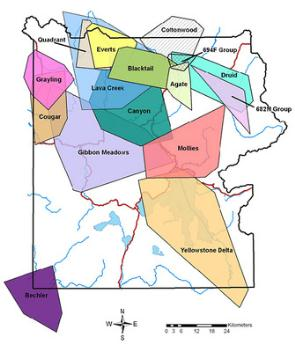 Cottonwood
Quadrant
Everts
694F Group
Blacktail
Druid
Grayling
Lava Creek
Agate
682M Group
Canyon
Cougar
Gibbon Meadows
Mollies
Yellowstone Delta
Bechler
N
W E
S
0 3 6 12 18 24 Kilometers